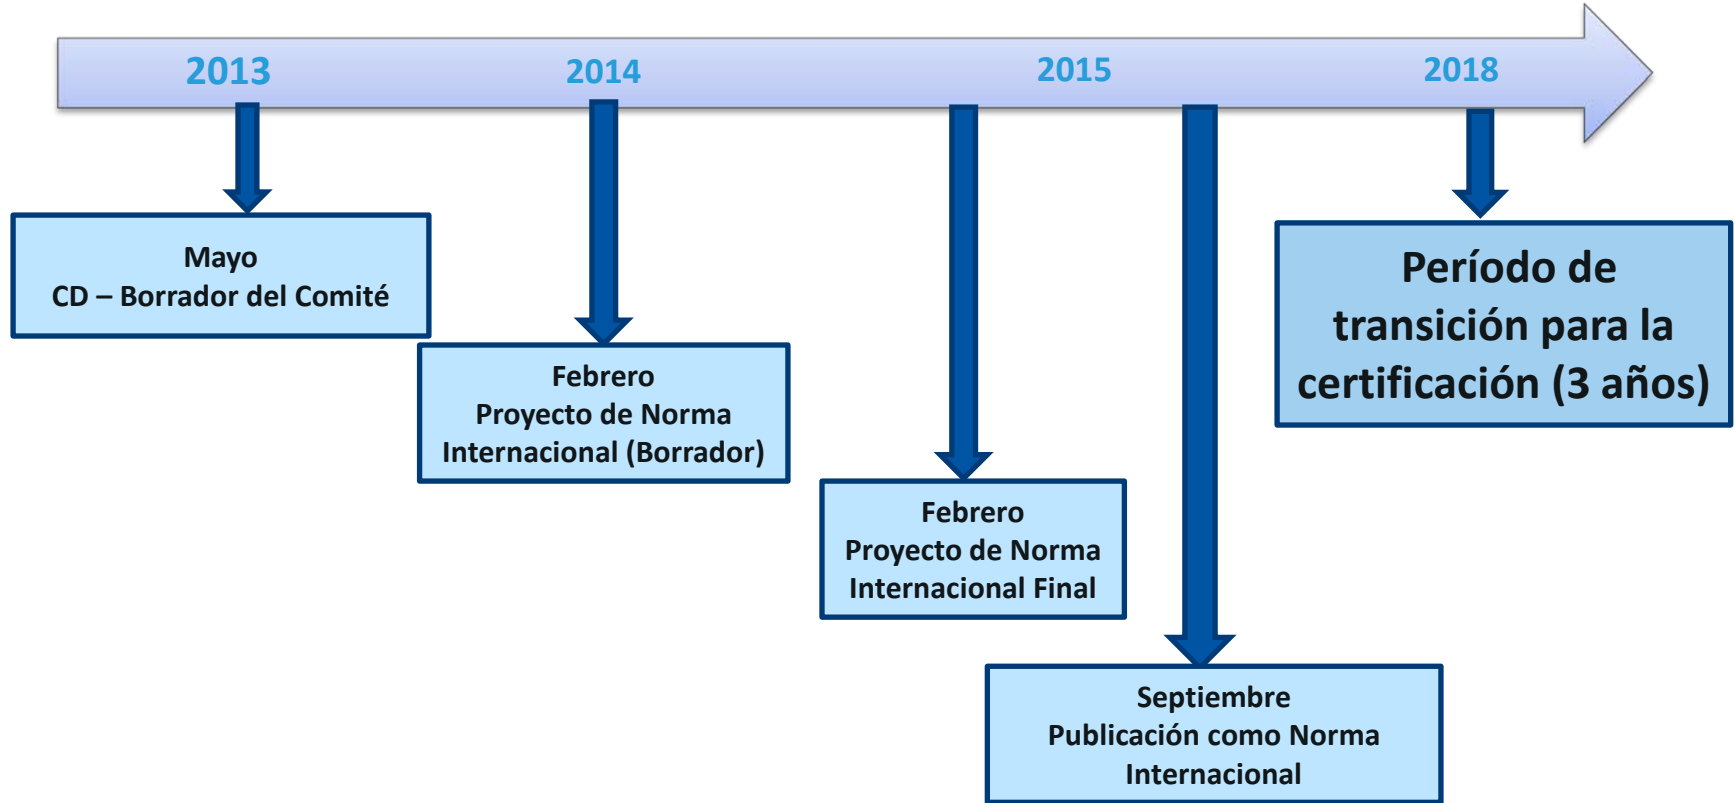 2013
2014
2015
2018
Mayo
CD – Borrador del Comité
Febrero
Proyecto de Norma
Internacional (Borrador)
Febrero
Proyecto de Norma
Internacional Final
Septiembre
Publicación como Norma
Internacional
Período de
transición para la
certificación (3 años)